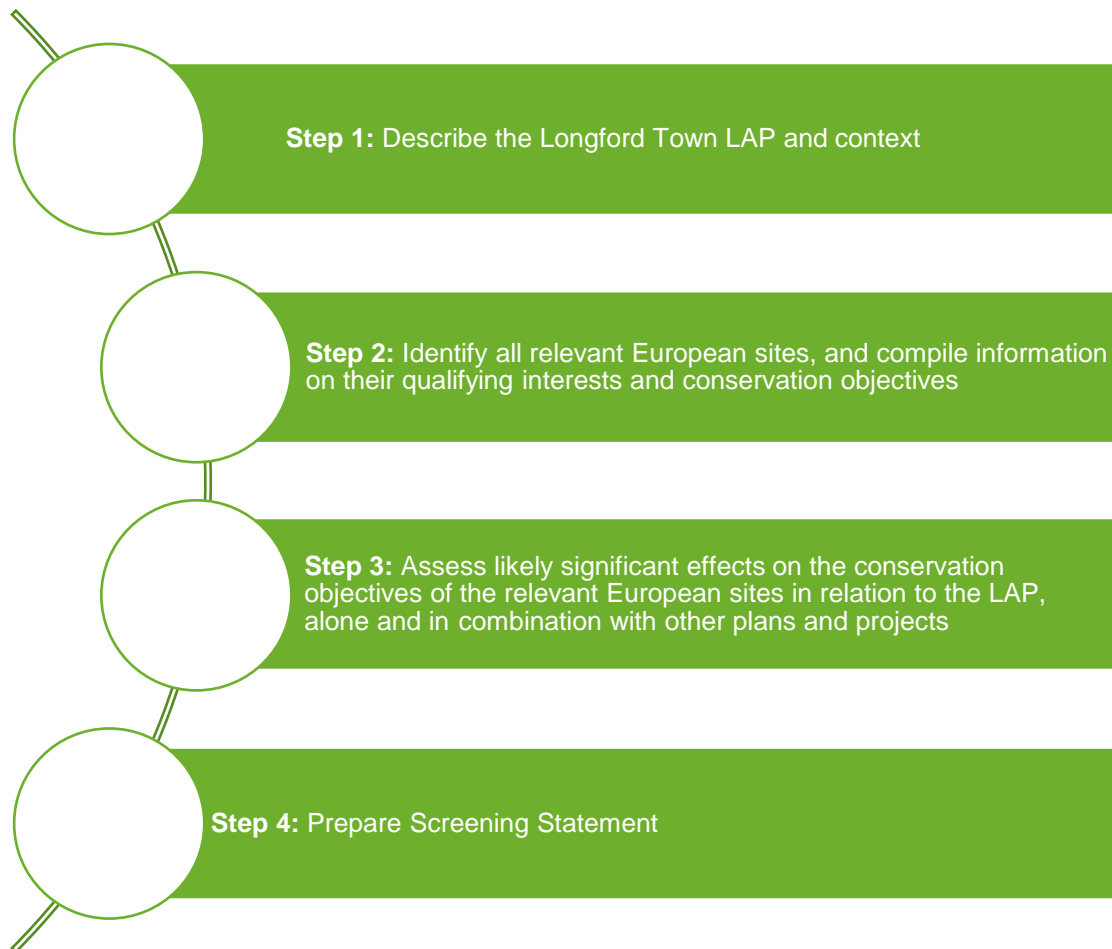 Step 1: Describe the Longford Town LAP and context
Step 2: Identify all relevant European sites, and compile information
on their qualifying interests and conservation objectives
Step 3: Assess likely significant effects on the conservation
objectives of the relevant European sites in relation to the LAP,
alone and in combination with other plans and projects
Step 4: Prepare Screening Statement